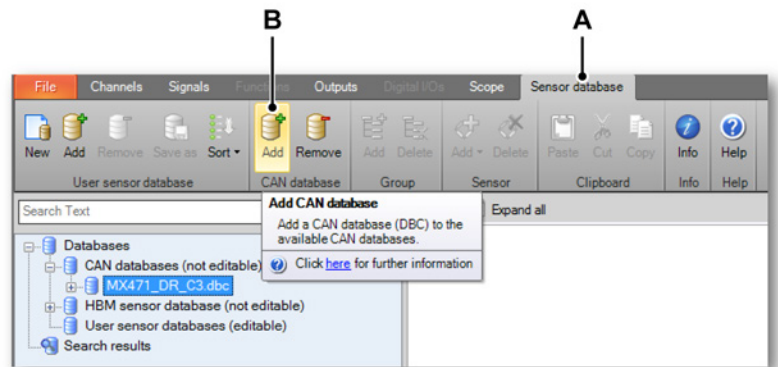 B
A
File Channels Signals Functions Outputs Digital I/Os Scope Sensor database
New Add Remove Save as Sort Add Remove Add Delete Add Delete Paste Cut Copy Info Help
User sensor database CAN database Group Sensor Clipboard Info Help
Search Text
Expand all
Add CAN database
Add a CAN database (DBC) to the
available CAN databases.
Click here for further information
Databases
CAN databases (not editable)
MX471_DR_C3.dbc
HBM sensor database (not editable)
User sensor databases (editable)
Search results